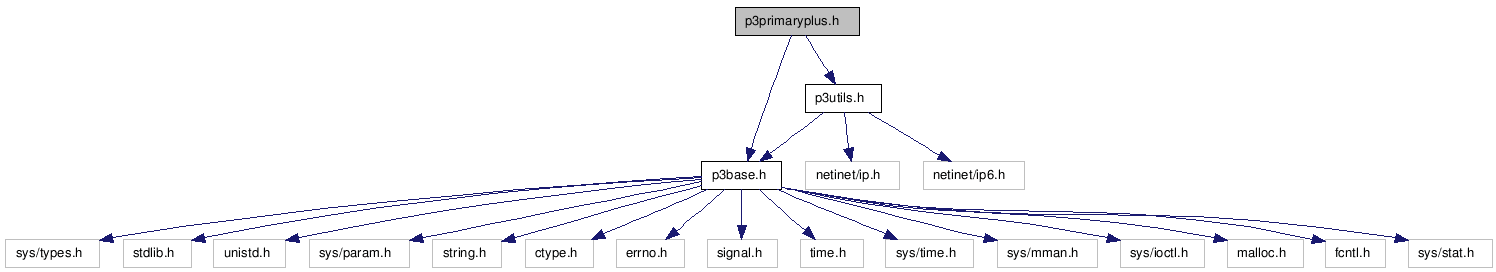 p3primaryplus.h
p3utils.h
p3base.h
netinet/ip.h
netinet/ip6.h
sys/types.h
stdlib.h
unistd.h
sys/param.h
string.h
ctype.h
errno.h
signal.h
time.h
sys/time.h
sys/mman.h
sys/ioctl.h
malloc.h
fcntl.h
sys/stat.h